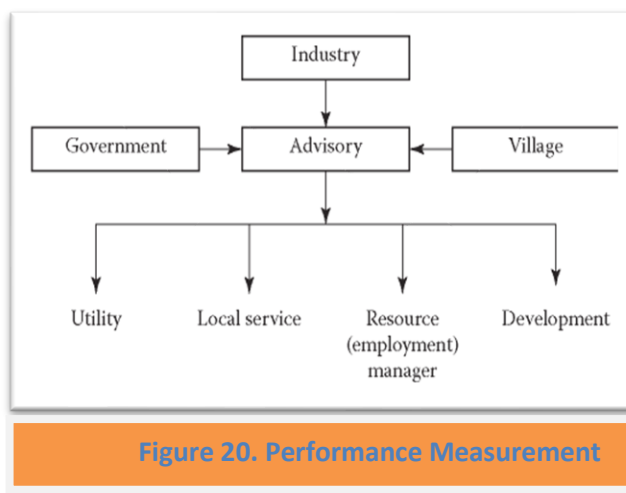 Industry
Government
Advisory
Village
Utility
Local service
Resource
(employment)
manager
Development
Figure 20. Performance Measurement